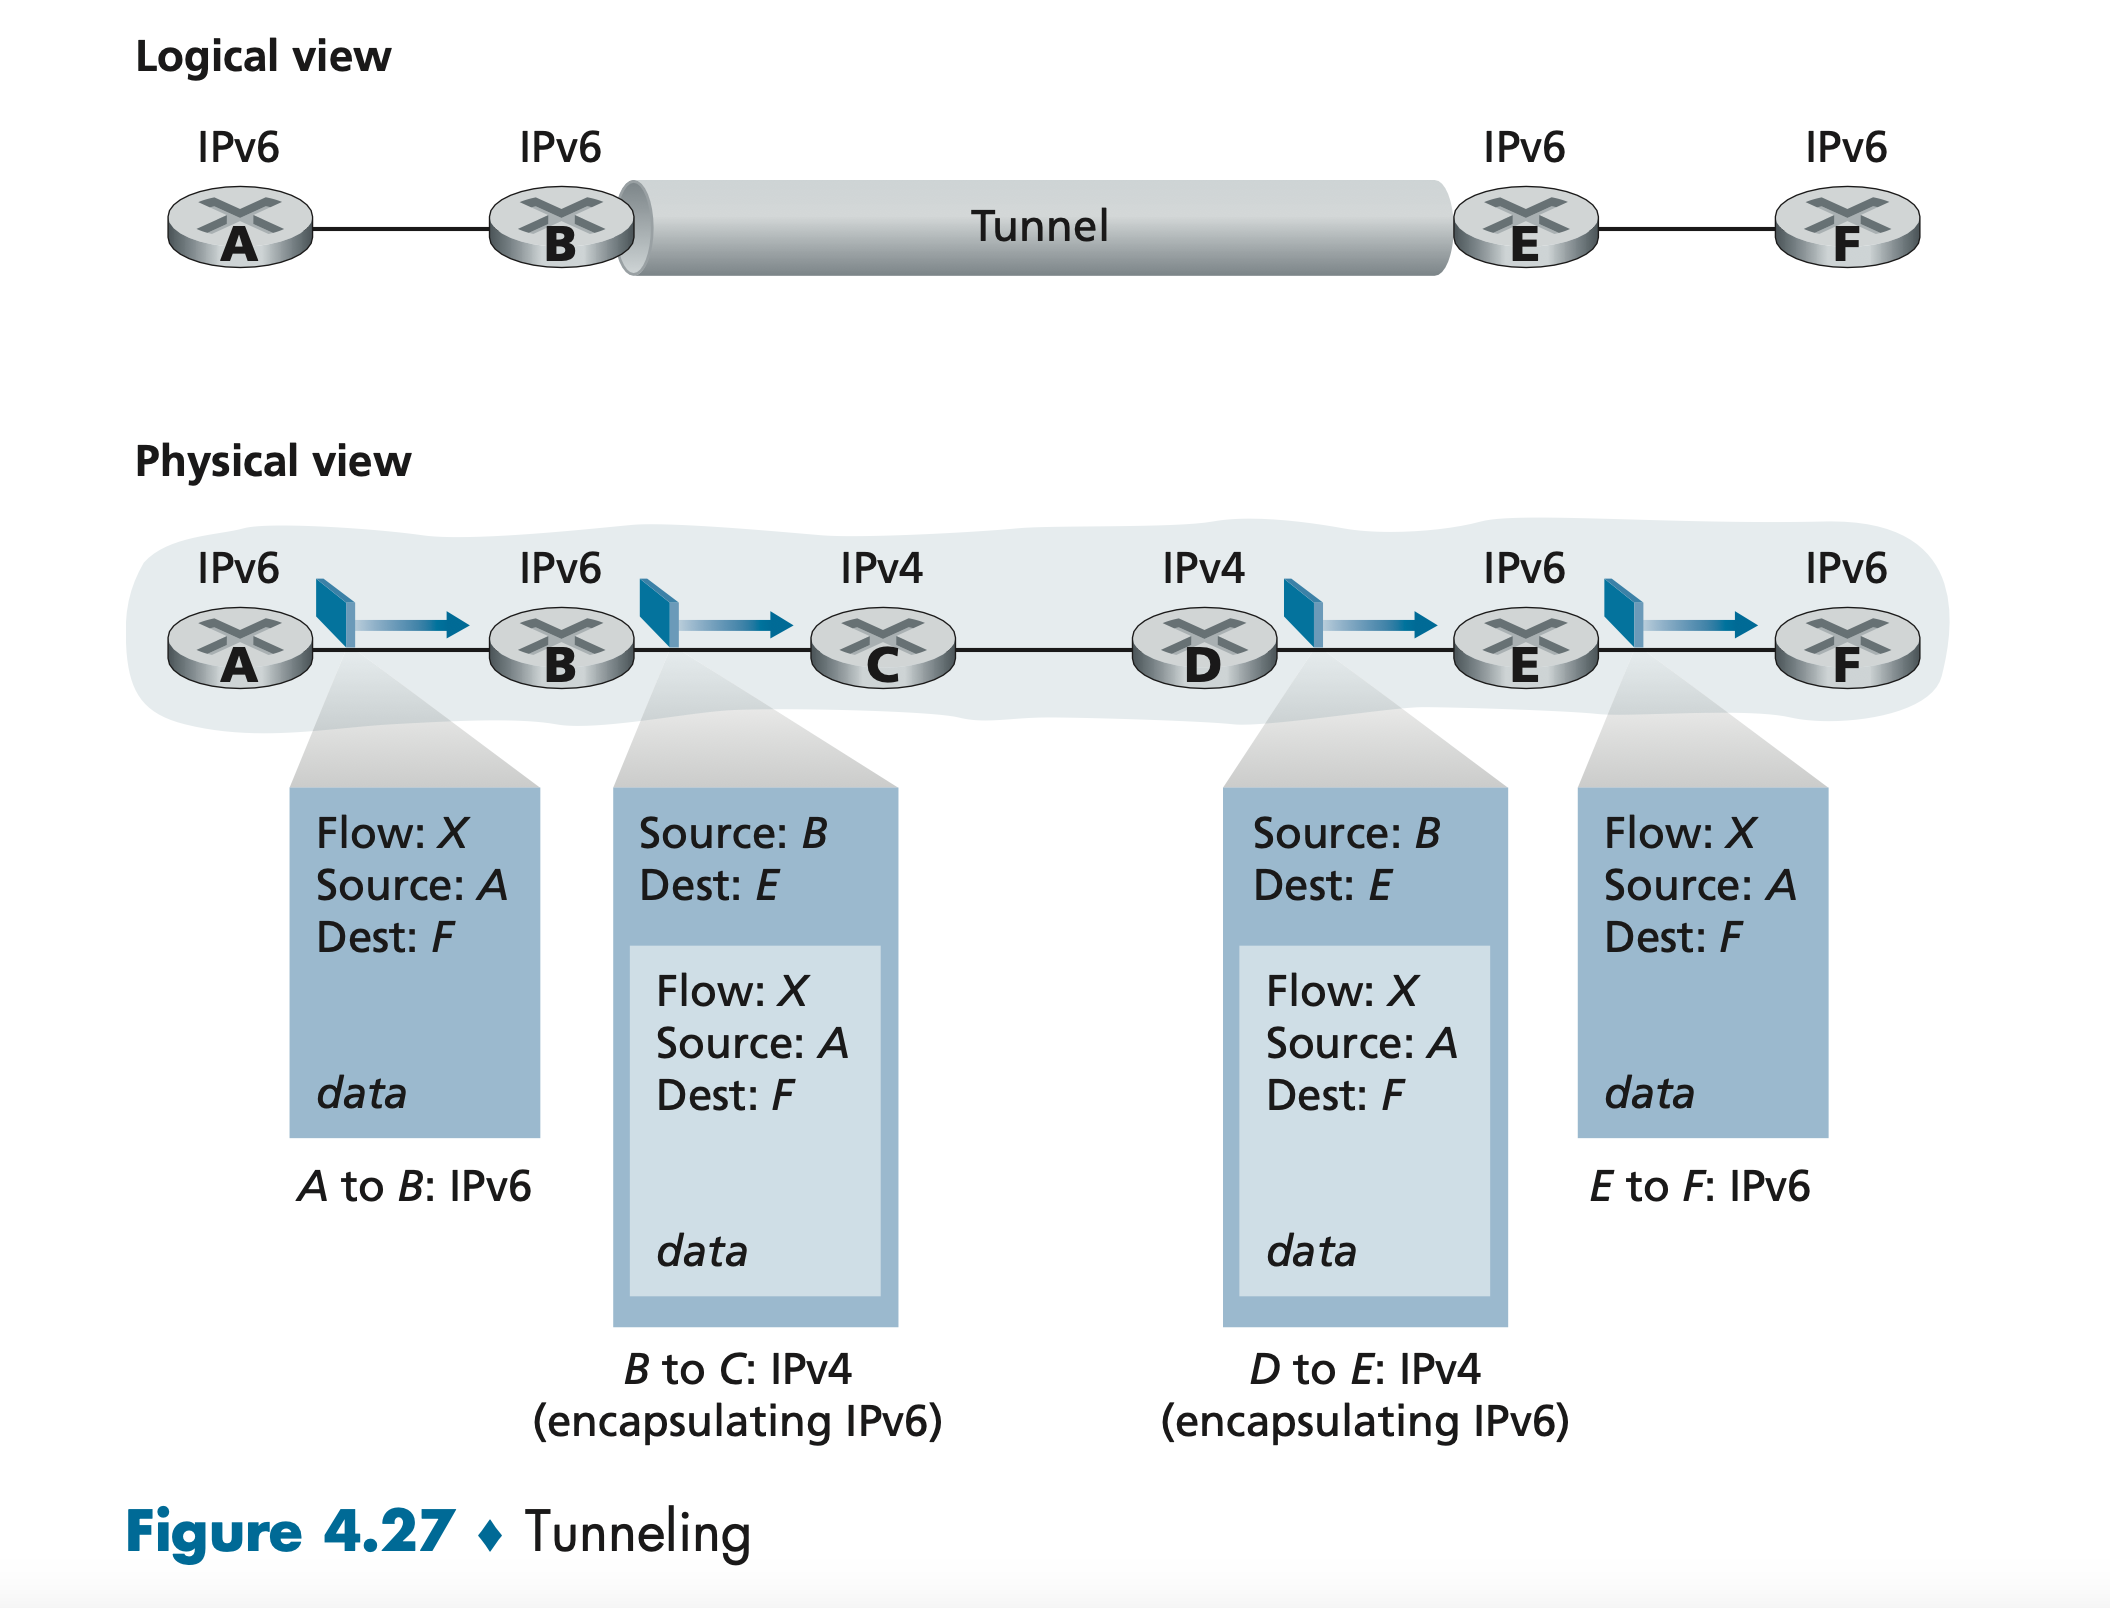 Logical view
IPv6
IPv6
IPv6
IPv6
A
B
Tunnel
E
F
Physical view
IPv6
IPv6
IPv4
IPv4
IPv6
IPv6
A
B
C
D
E
F
Flow: X
Source: A
Dest: F
data
A to B: IPv6
Source: B
Dest: E
Flow: X
Source: A
Dest: F
data
B to C: IPv4
(encapsulating IPv6)
Source: B
Dest: E
Flow: X
Source: A
Dest: F
data
D to E: IPv4
(encapsulating IPv6)
Flow: X
Source: A
Dest: F
data
E to F: IPv6
Figure 4.27 ♦ Tunneling